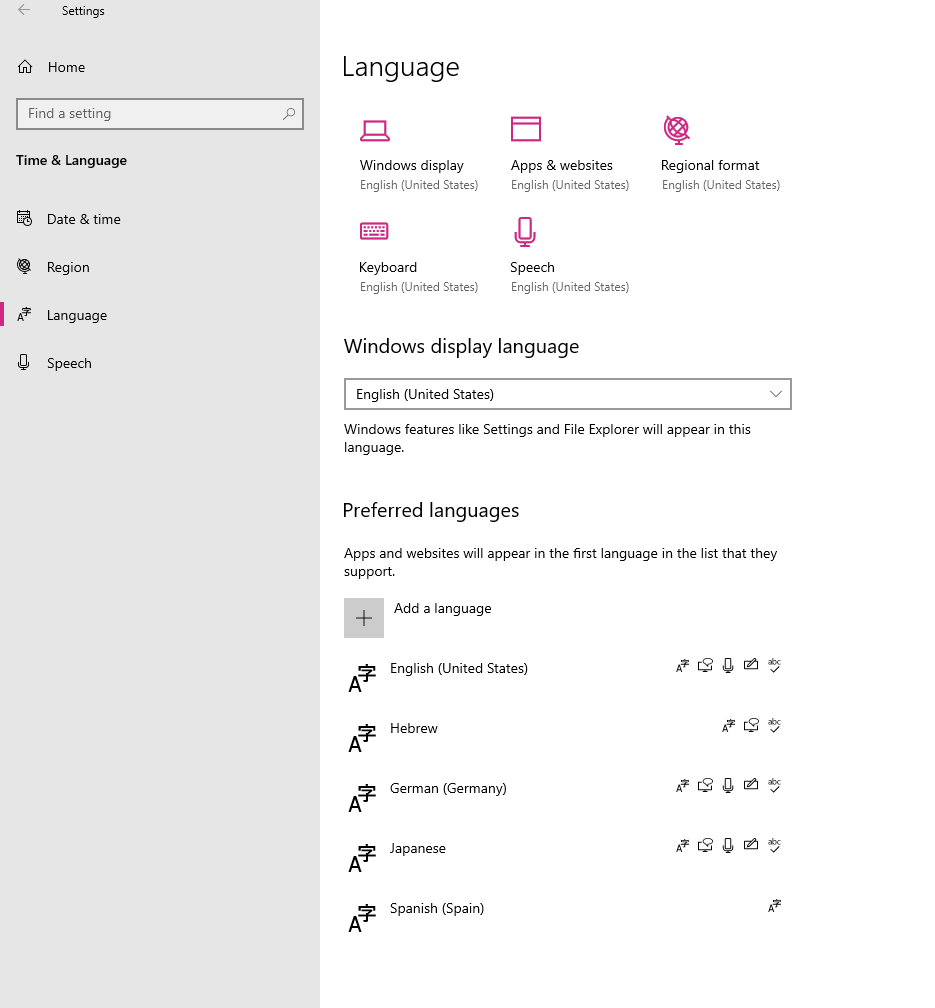 Settings
Home
Find a setting
Time & Language
Date & time
Region
Language
Speech
Language
Windows display
English (United States)
Apps & websites
English (United States)
Regional format
English (United States)
Keyboard
English (United States)
Speech
English (United States)
Windows display language
English (United States)
Windows features like Settings and File Explorer will appear in this
language.
Preferred languages
Apps and websites will appear in the first language in the list that they
support.
Add a language
English (United States)
Hebrew
German (Germany)
Japanese
Spanish (Spain)